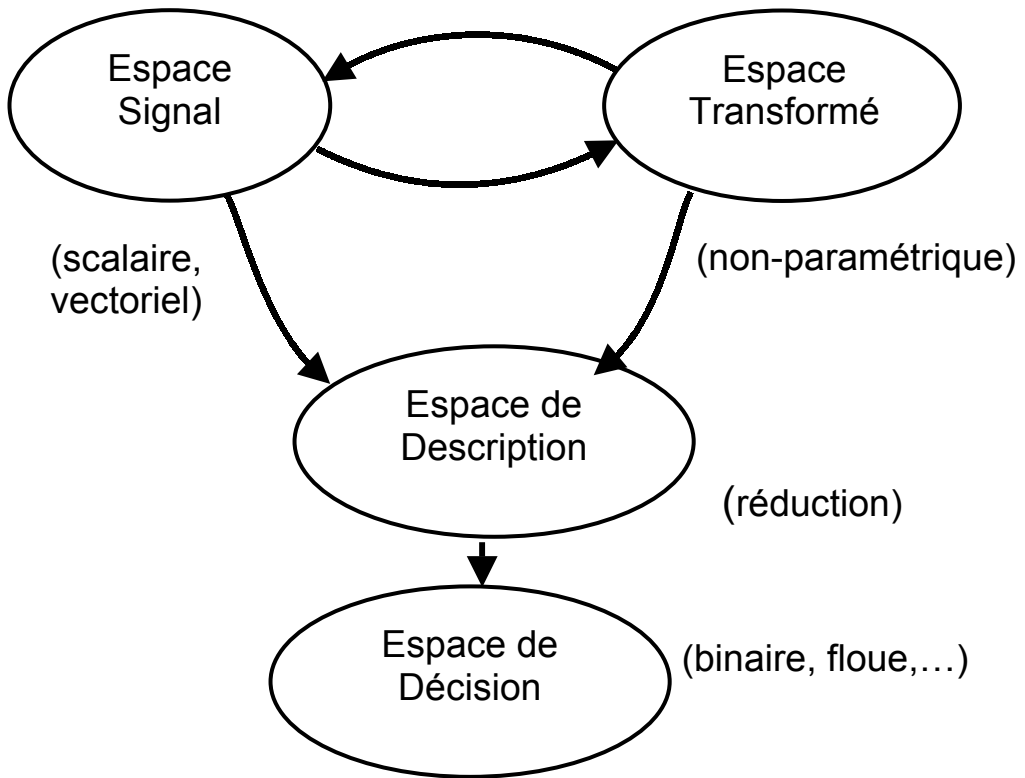 Espace
Signal
Espace
Transformé
(scalaire,
vectoriel)
(non-paramétrique)
Espace de
Description
(réduction)
Espace de
Décision
(binaire, floue,…)